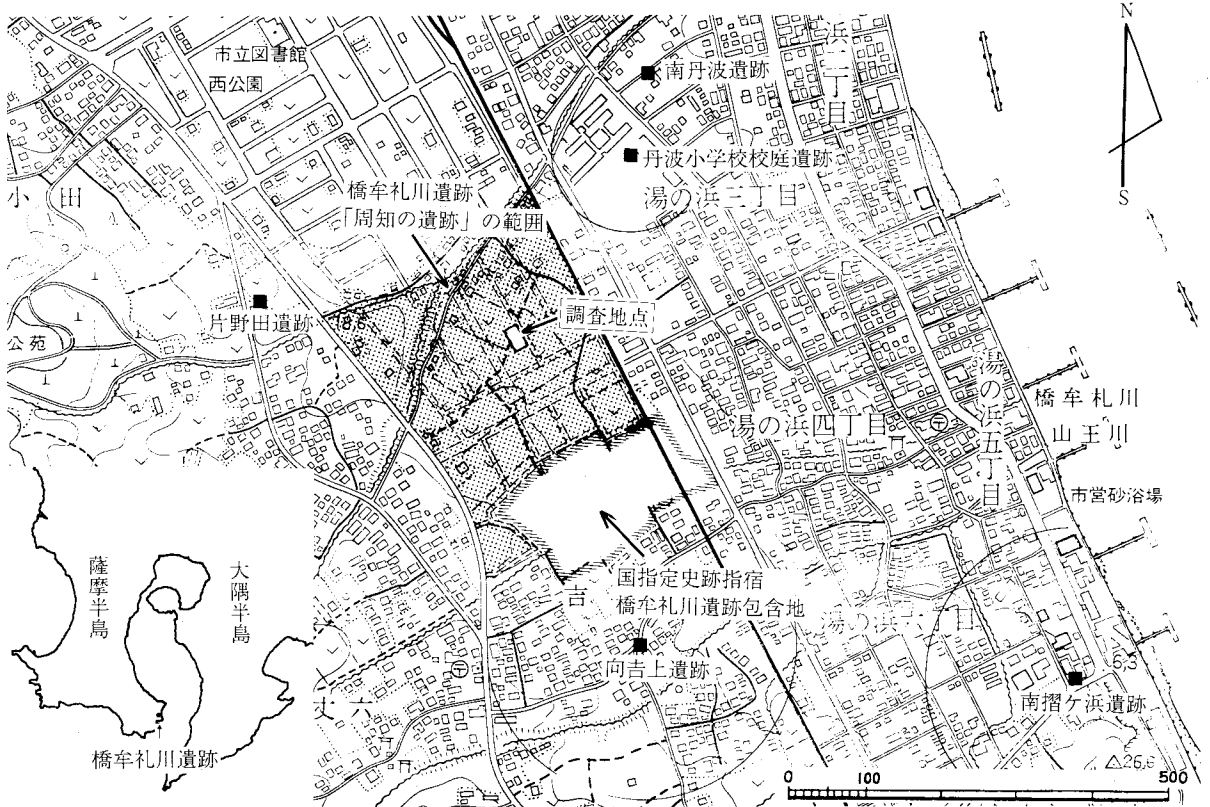 市立図書館
西公園
南丹波遺跡
丹波小学校校庭遺跡
湯の浜三丁目
浜二丁目
N
S
小田
橋牟礼川遺跡
「周知の遺跡」の範囲
調査地点
片野田遺跡
18.6
公苑
湯の浜四丁目
湯の浜五丁目
橋牟札川
山王川
市営砂浴場
国指定史跡指宿
橋牟礼川遺跡包含地
吉
湯の浜六丁目
向吉上遺跡
6.3
南摺ケ浜遺跡
丈六
26.6
0 100 500
薩摩半島
大隅半島
橋牟礼川遺跡